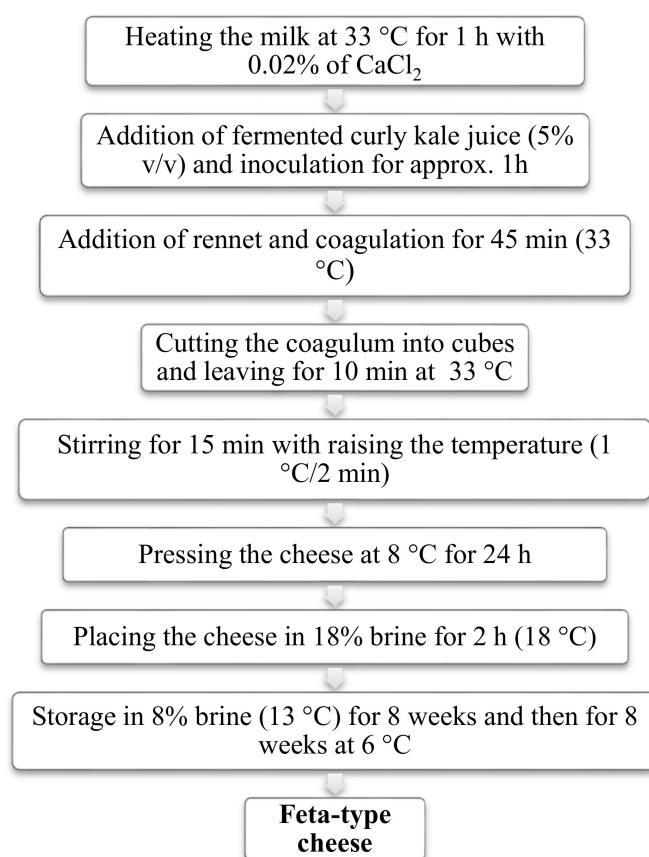 Heating the milk at 33 °C for 1 h with
0.02% of CaCl₂
Addition of fermented curly kale juice (5%
v/v) and inoculation for approx. 1h
Addition of rennet and coagulation for 45 min (33
°C)
Cutting the coagulum into cubes
and leaving for 10 min at 33 °C
Stirring for 15 min with raising the temperature (1
°C/2 min)
Pressing the cheese at 8 °C for 24 h
Placing the cheese in 18% brine for 2 h (18 °C)
Storage in 8% brine (13 °C) for 8 weeks and then for 8
weeks at 6 °C
Feta-type
cheese